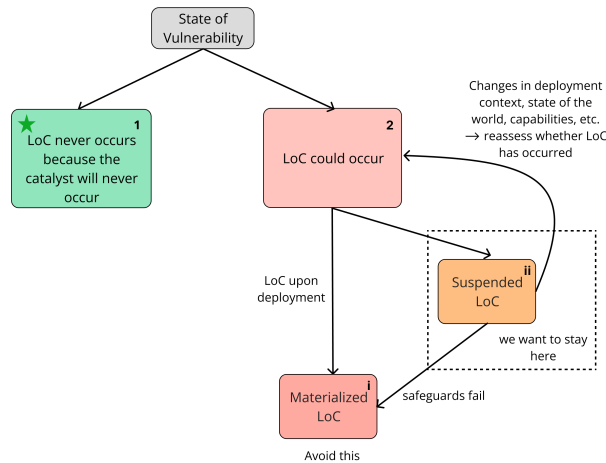 State of
Vulnerability
1
LoC never occurs
because the
catalyst will never
occur
2
LoC could occur
Changes in deployment
context, state of the
world, capabilities, etc.
→ reassess whether LoC
has occurred
LoC upon
deployment
ii
Suspended
LoC
we want to stay
here
i
Materialized
LoC
safeguards fail
Avoid this